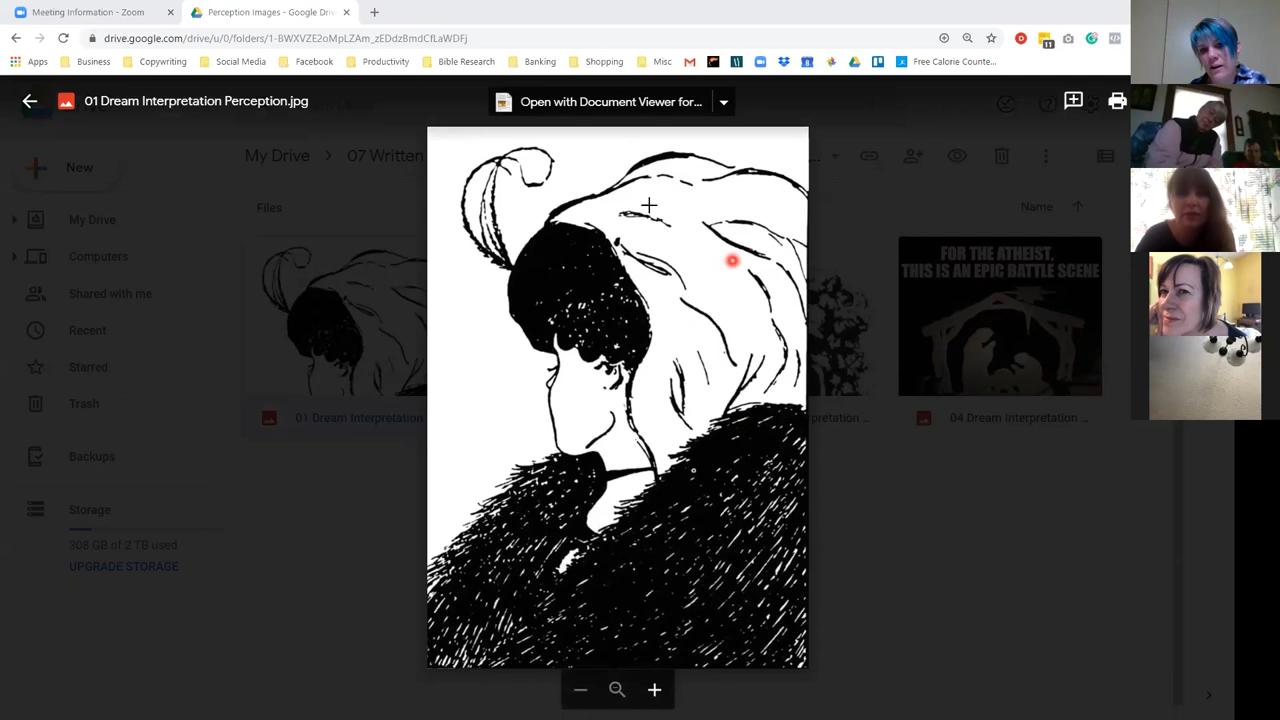 Meeting Information - Zoom
Perception Images - Google Driv
drive.google.com/drive/u/0/folders/1-BWXVZE2oMpLZAm_zEDdzBmdCfLaWDFj
11
Apps
Business
Copywriting
Social Media
Facebook
Productivity
Bible Research
Banking
Shopping
Misc
Free Calorie Counte...
01 Dream Interpretation Perception.jpg
Open with Document Viewer for...
New
My Drive
07 Written
...
My Drive
Computers
Shared with me
Recent
Starred
Trash
Backups
Storage
308 GB of 2 TB used
UPGRADE STORAGE
Files
Name
FOR THE ATHEIST,
THIS IS AN EPIC BATTLE SCENE
01 Dream Interpretation
retation ...
04 Dream Interpretation ...